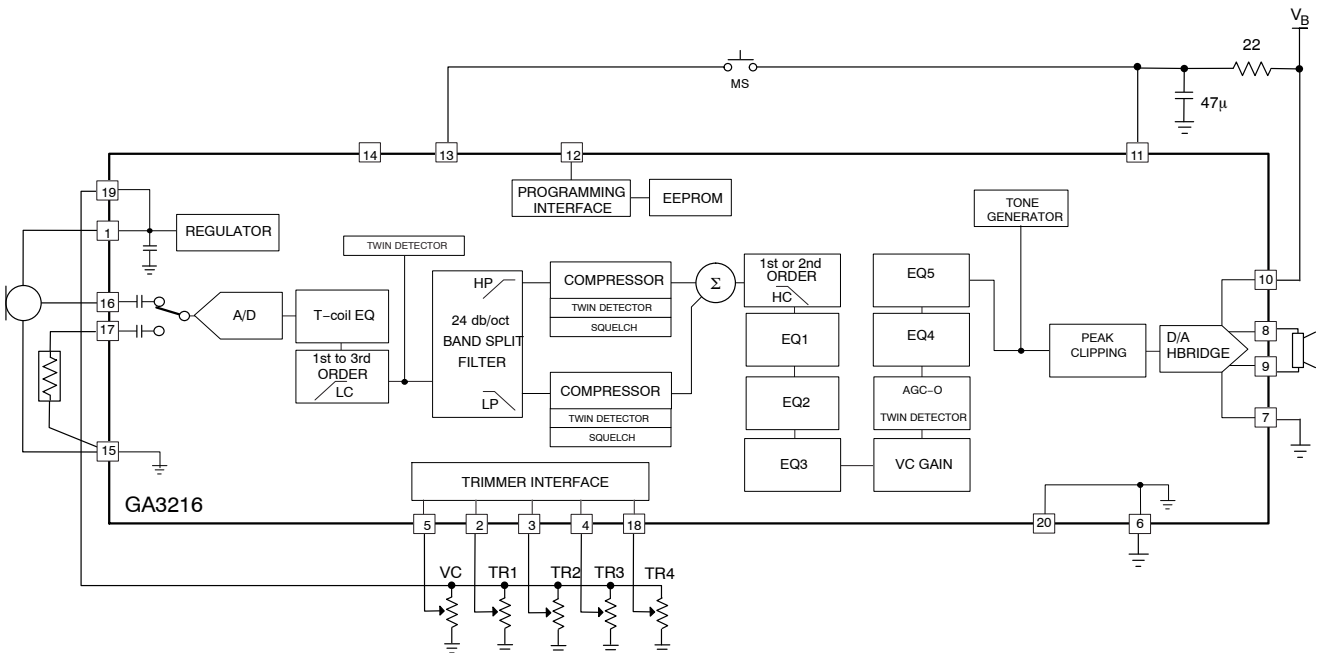 VB
22
MS
47μ
14
13
12
11
19
PROGRAMMING
INTERFACE
EEPROM
TONE
GENERATOR
1
REGULATOR
TWIN DETECTOR
16
17
A/D
T-coil EQ
1st to 3rd
ORDER
LC
HP
24 db/oct
BAND SPLIT
FILTER
LP
COMPRESSOR
TWIN DETECTOR
SQUELCH
COMPRESSOR
TWIN DETECTOR
SQUELCH
Σ
1st or 2nd
ORDER
HC
EQ1
EQ2
EQ3
EQ5
EQ4
AGC-O
TWIN DETECTOR
VC GAIN
PEAK
CLIPPING
D/A
HBRIDGE
10
8
9
7
15
GA3216
TRIMMER INTERFACE
5
2
3
4
18
20
6
VC
TR1
TR2
TR3
TR4